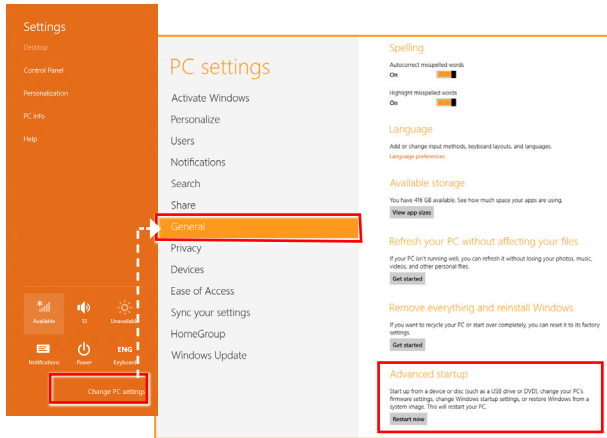 Settings
Desktop
Control Panel
Personalization
PC info
Help
Available
13
Unavailable
Notifications
Power
ENG
Keyboard
Change PC settings
PC settings
Activate Windows
Personalize
Users
Notifications
Search
Share
General
Privacy
Devices
Ease of Access
Sync your settings
HomeGroup
Windows Update
Spelling
Autocorrect misspelled words
On
Highlight misspelled words
On
Language
Add or change input methods, keyboard layouts, and languages.
Language preferences
Available storage
You have 416 GB available. See how much space your apps are using.
View app sizes
Refresh your PC without affecting your files
If your PC isn't running well, you can refresh it without losing your photos, music,
videos, and other personal files.
Get started
Remove everything and reinstall Windows
If you want to recycle your PC or start over completely, you can reset it to its factory
settings.
Get started
Advanced startup
Start up from a device or disc (such as a USB drive or DVD), change your PC's
firmware settings, change Windows startup settings, or restore Windows from a
system image. This will restart your PC.
Restart now